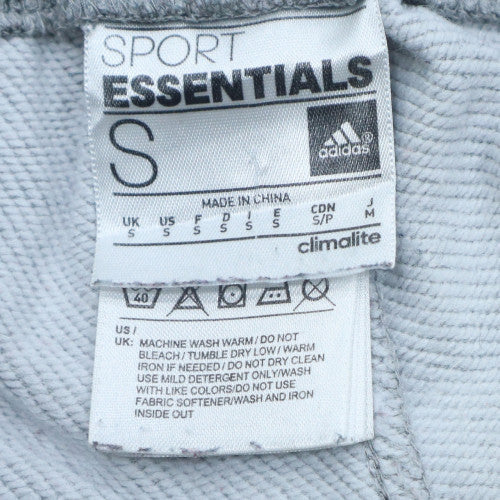 SPORT
ESSENTIALS
S
adidas®
MADE IN CHINA
UK US F D I E CDN J
S S S S S S S/P M
climalite
40
US /
UK: MACHINE WASH WARM / DO NOT
BLEACH / TUMBLE DRY LOW / WARM
IRON IF NEEDED / DO NOT DRY CLEAN
USE MILD DETERGENT ONLY/WASH
WITH LIKE COLORS/DO NOT USE
FABRIC SOFTENER/WASH AND IRON
INSIDE OUT